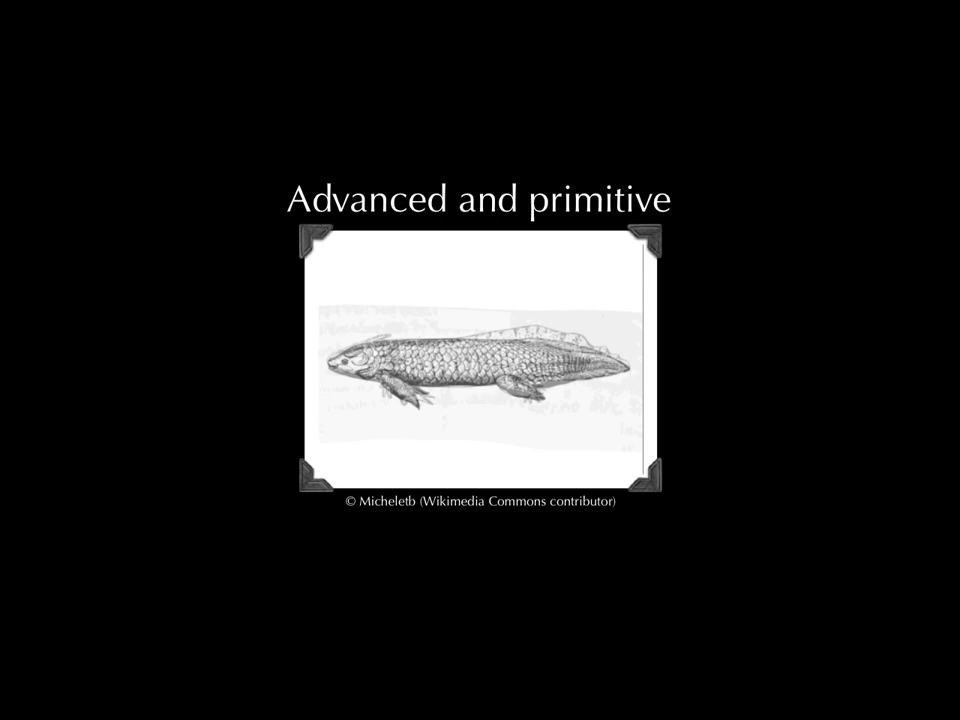 Advanced and primitive
© Micheletb (Wikimedia Commons contributor)